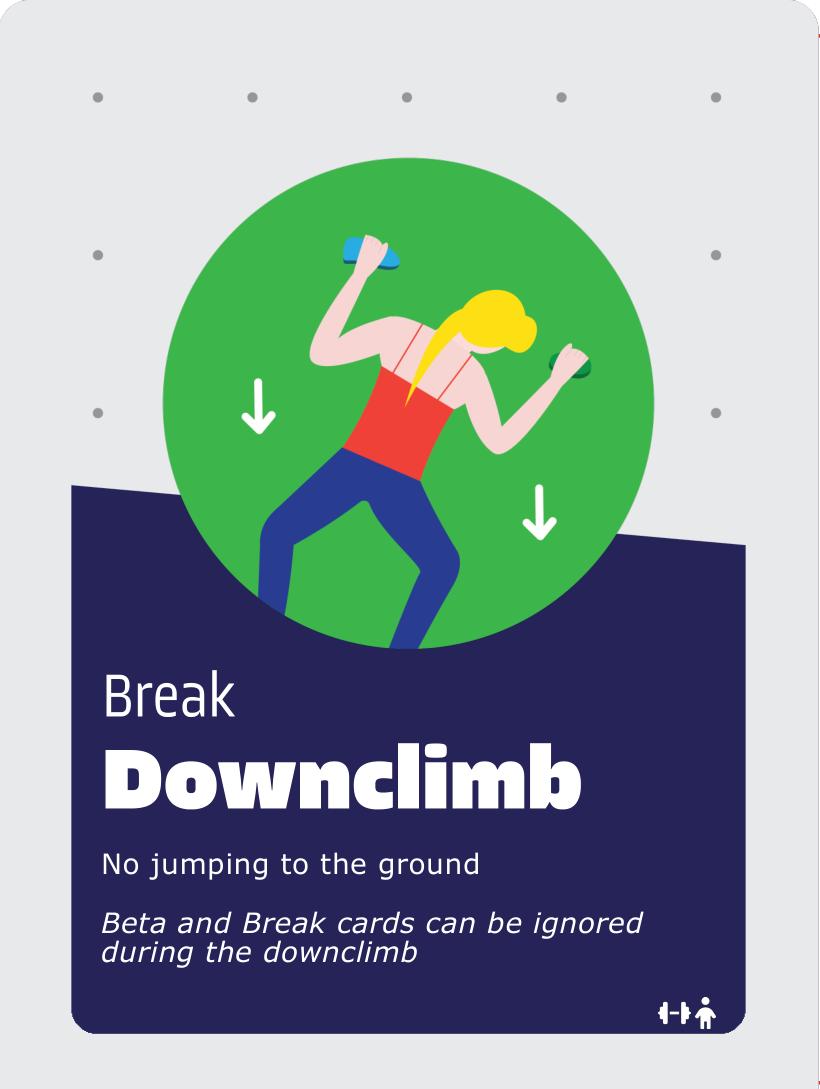 Break
Downclimb
No jumping to the ground
Beta and Break cards can be ignored
during the downclimb